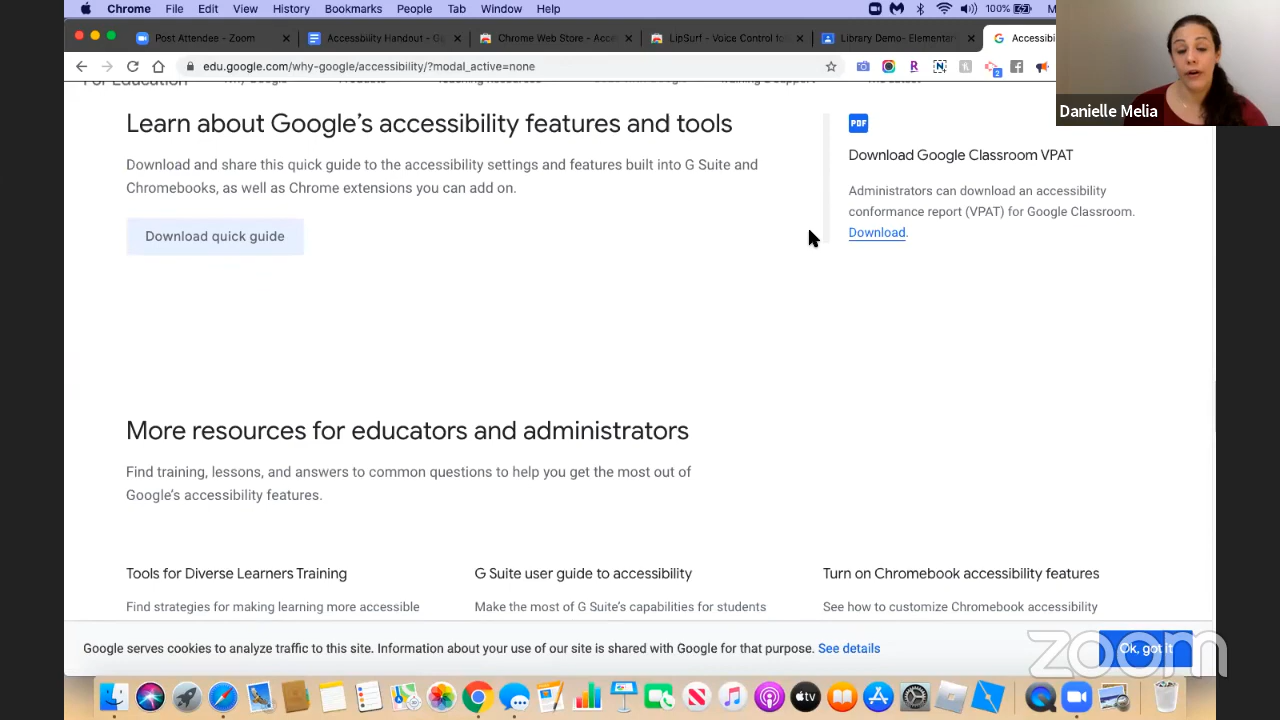 Chrome File Edit View History Bookmarks People Tab Window Help 100%
Post Attendee - Zoom
Accessbility Handout - G
Chrome Web Store - Acce
LipSurf - Voice Control fo
Library Demo- Elementar
Accessibi
edu.google.com/why-google/accessibility/?modal_active=none
Danielle Melia
Learn about Google's accessibility features and tools
Download and share this quick guide to the accessibility settings and features built into G Suite and
Chromebooks, as well as Chrome extensions you can add on.
Download quick guide
PDF
Download Google Classroom VPAT
Administrators can download an accessibility
conformance report (VPAT) for Google Classroom.
Download.
More resources for educators and administrators
Find training, lessons, and answers to common questions to help you get the most out of
Google's accessibility features.
Tools for Diverse Learners Training
Find strategies for making learning more accessible
G Suite user guide to accessibility
Make the most of G Suite's capabilities for students
Turn on Chromebook accessibility features
See how to customize Chromebook accessibility
Google serves cookies to analyze traffic to this site. Information about your use of our site is shared with Google for that purpose. See details
Ok, got it
zoom
tv